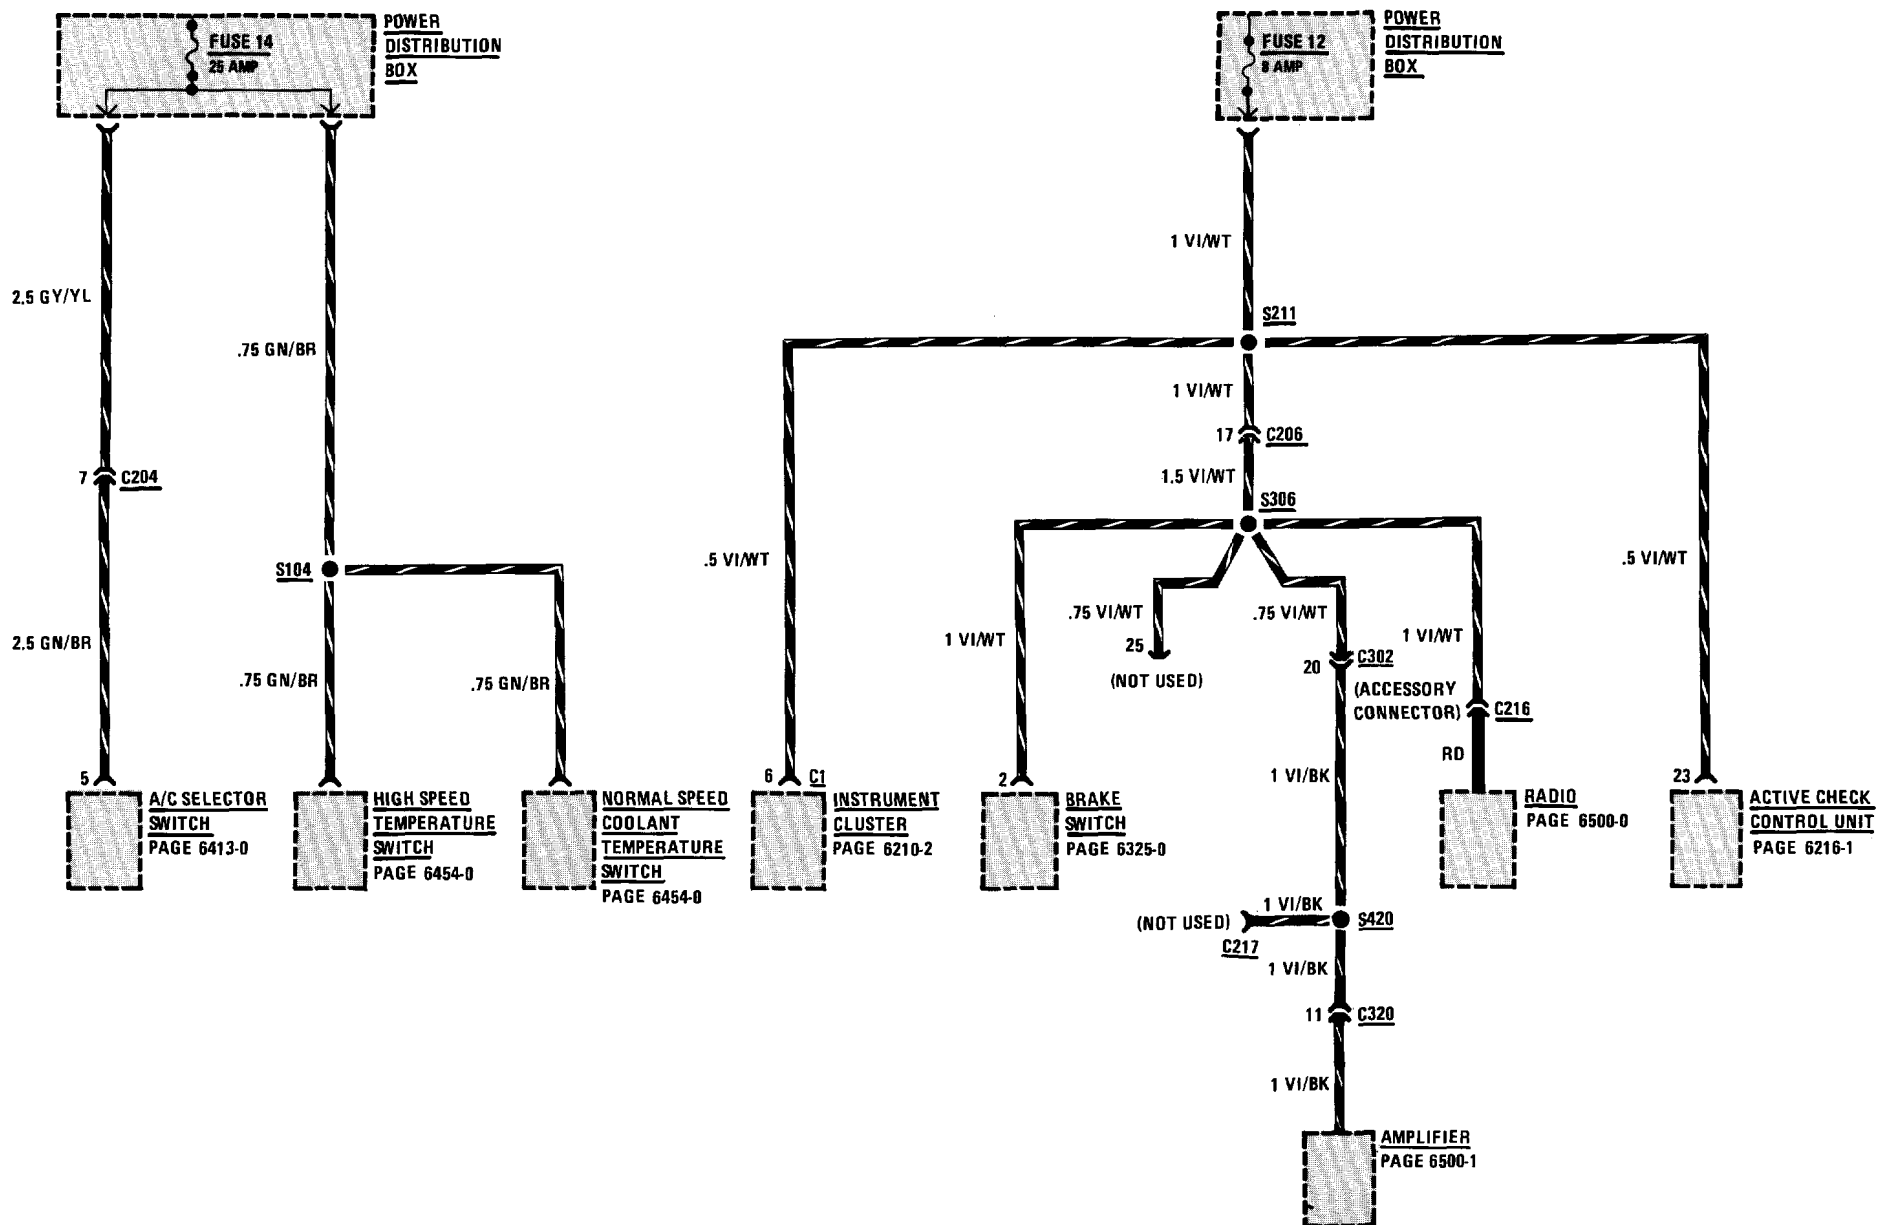 POWER
DISTRIBUTION
BOX
FUSE 14
25 AMP
POWER
DISTRIBUTION
BOX
FUSE 12
8 AMP
1 VI/WT
2.5 GY/YL
S211
.75 GN/BR
1 VI/WT
17
C206
7
C204
1.5 VI/WT
S306
.5 VI/WT
.5 VI/WT
S104
.75 VI/WT
.75 VI/WT
1 VI/WT
1 VI/WT
2.5 GN/BR
25
(NOT USED)
20
C302
(ACCESSORY
CONNECTOR)
C216
.75 GN/BR
.75 GN/BR
RD
1 VI/BK
5
6
C1
2
23
A/C SELECTOR
SWITCH
PAGE 6413-0
HIGH SPEED
TEMPERATURE
SWITCH
PAGE 6454-0
NORMAL SPEED
COOLANT
TEMPERATURE
SWITCH
PAGE 6454-0
INSTRUMENT
CLUSTER
PAGE 6210-2
BRAKE
SWITCH
PAGE 6325-0
RADIO
PAGE 6500-0
ACTIVE CHECK
CONTROL UNIT
PAGE 6216-1
1 VI/BK
(NOT USED)
S420
C217
1 VI/BK
11
C320
1 VI/BK
AMPLIFIER
PAGE 6500-1